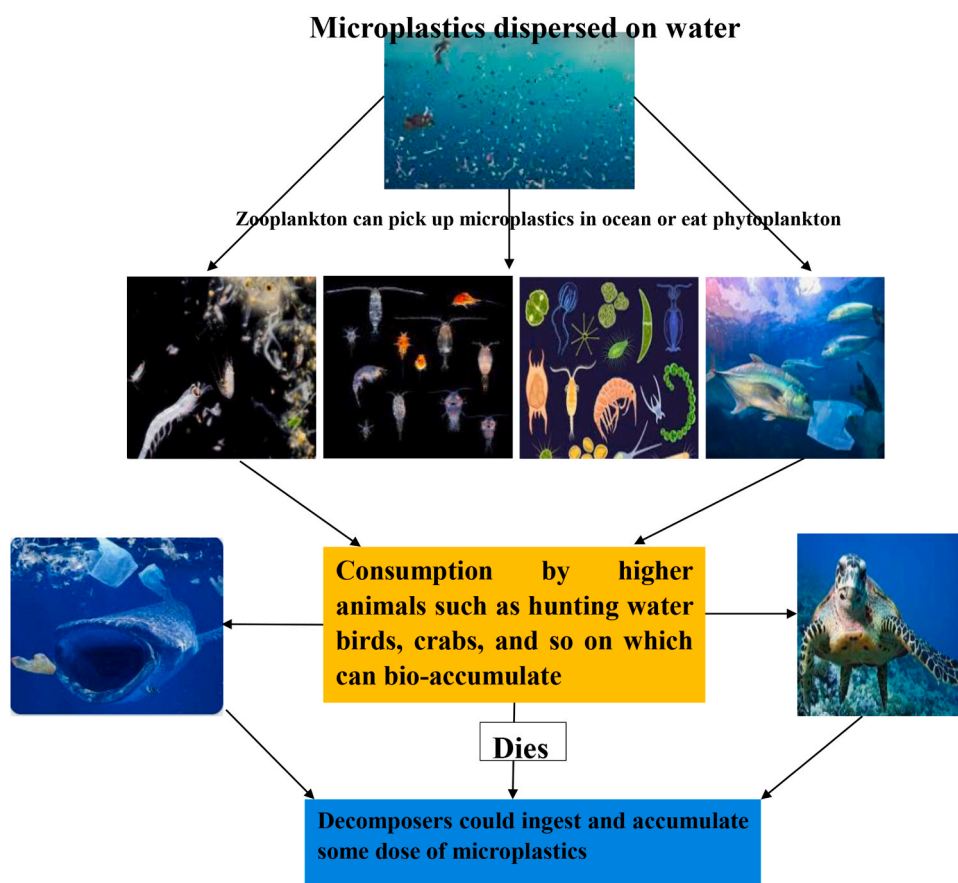 Microplastics dispersed on water
Zooplankton can pick up microplastics in ocean or eat phytoplankton
Consumption by higher
animals such as hunting water
birds, crabs, and so on which
can bio-accumulate
Dies
Decomposers could ingest and accumulate
some dose of microplastics